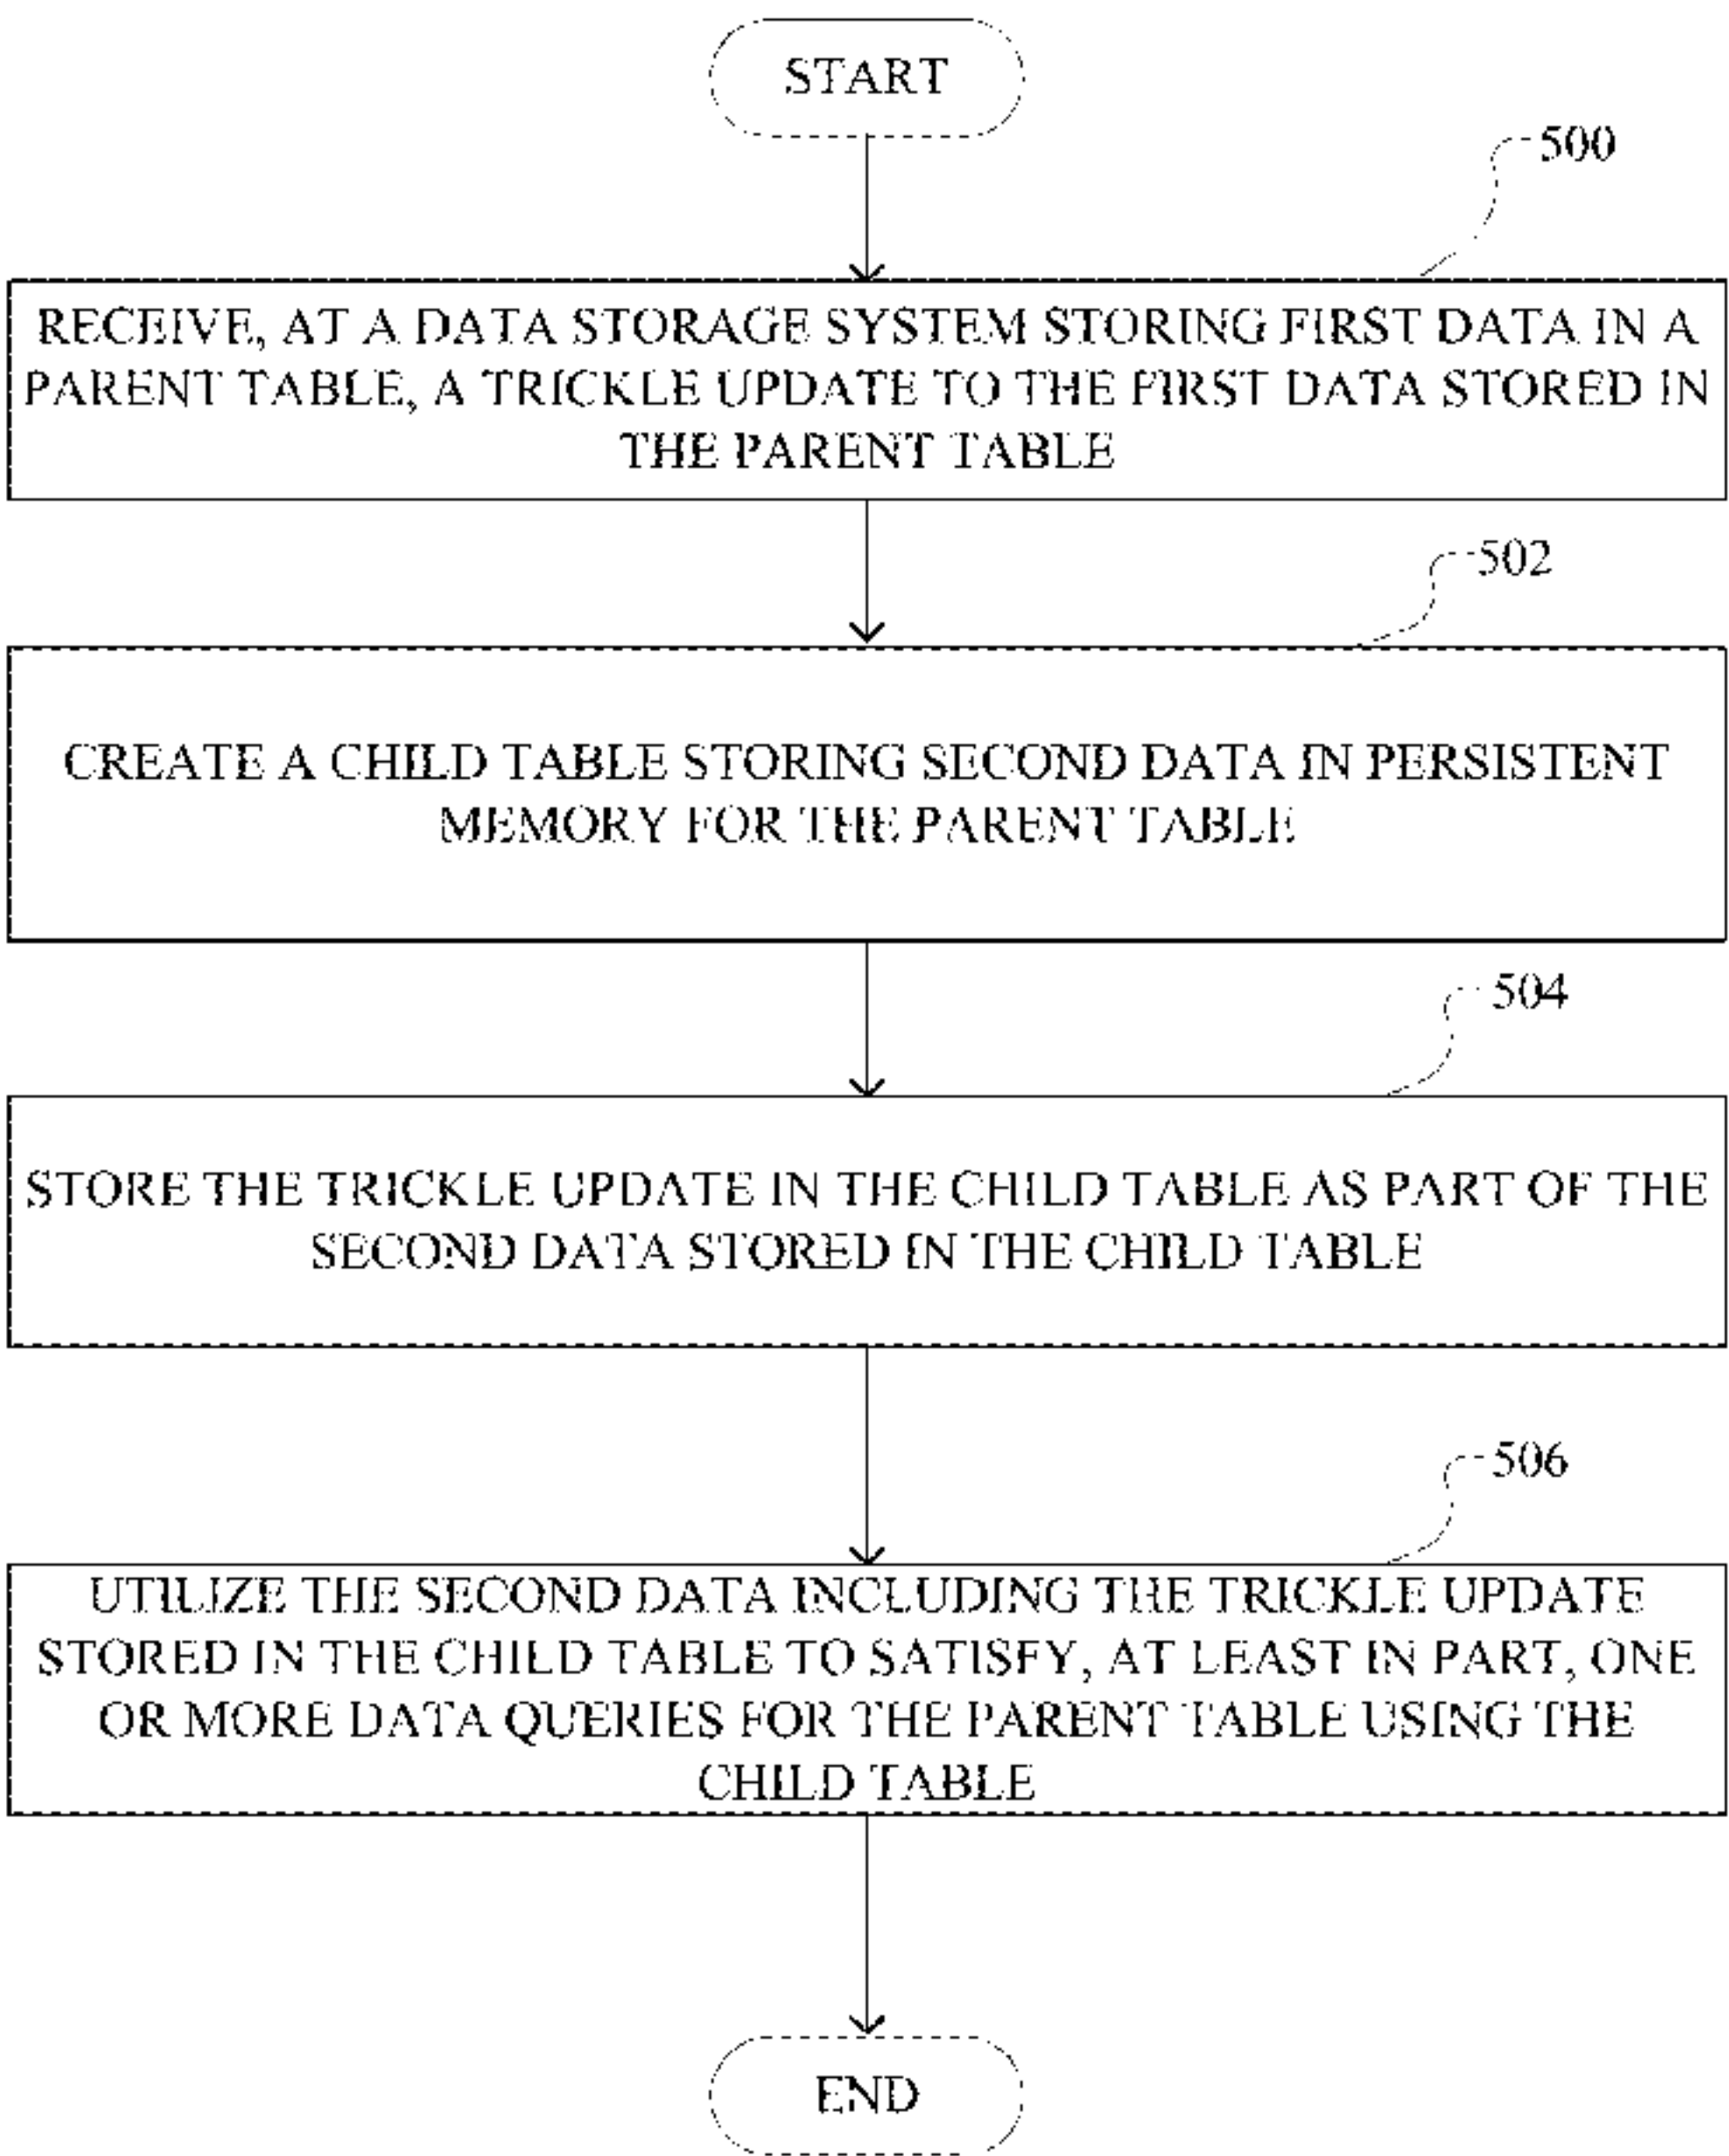 START
500
RECEIVE, AT A DATA STORAGE SYSTEM STORING FIRST DATA IN A
PARENT TABLE, A TRICKLE UPDATE TO THE FIRST DATA STORED IN
THE PARENT TABLE
502
CREATE A CHILD TABLE STORING SECOND DATA IN PERSISTENT
MEMORY FOR THE PARENT TABLE
504
STORE THE TRICKLE UPDATE IN THE CHILD TABLE AS PART OF THE
SECOND DATA STORED IN THE CHILD TABLE
506
UTILIZE THE SECOND DATA INCLUDING THE TRICKLE UPDATE
STORED IN THE CHILD TABLE TO SATISFY, AT LEAST IN PART, ONE
OR MORE DATA QUERIES FOR THE PARENT TABLE USING THE
CHILD TABLE
END